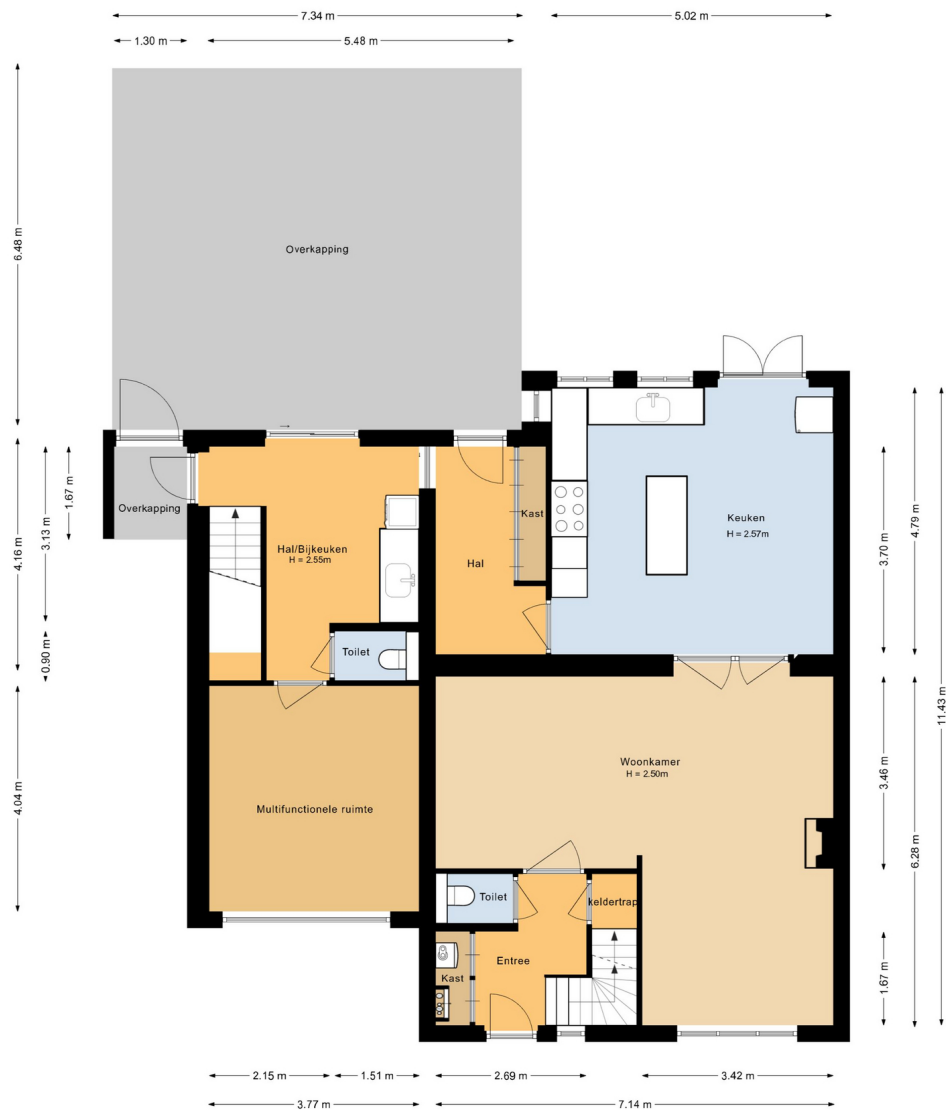 7.34 m
5.02 m
1.30 m
5.48 m
6.48 m
Overkapping
4.16 m
3.13 m
1.67 m
Overkapping
Hal/Bijkeuken
H = 2.55m
Hal
Kast
Keuken
H = 2.57m
3.70 m
4.79 m
0.90 m
Toilet
11.43 m
4.04 m
Multifunctionele ruimte
Woonkamer
H = 2.50m
3.46 m
6.28 m
Toilet
keldertrap
Entree
Kast
1.67 m
2.15 m
1.51 m
2.69 m
3.42 m
3.77 m
7.14 m